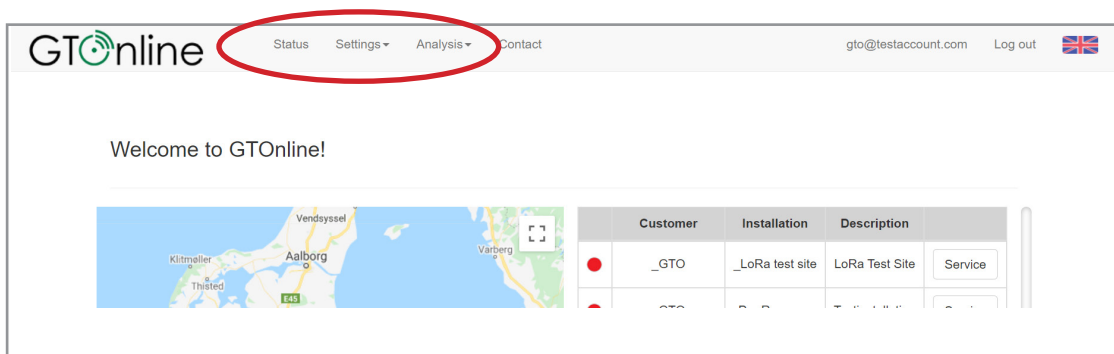 GTOnline Status Settings Analysis Contact gto@testaccount.com Log out
Welcome to GTOnline!
Vendsyssel
Klitmøller
Aalborg
Varberg
Thisted
E45
Customer Installation Description
_GTO _LoRa test site LoRa Test Site Service